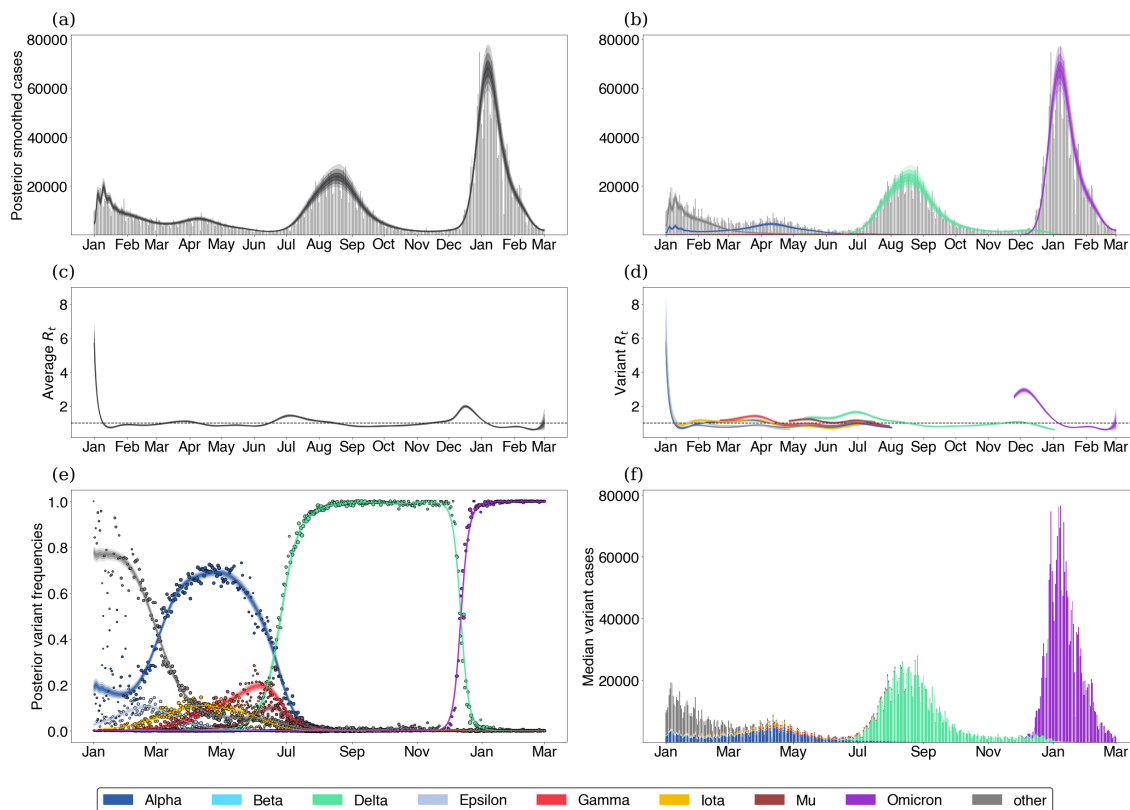 (a)
Posterior smoothed cases
80000
60000
40000
20000
Jan Feb Mar Apr May Jun Jul Aug Sep Oct Nov Dec Jan Feb Mar
(b)
80000
60000
40000
20000
Jan Feb Mar Apr May Jun Jul Aug Sep Oct Nov Dec Jan Feb Mar
(c)
Average Rt
8
6
4
2
Jan Feb Mar Apr May Jun Jul Aug Sep Oct Nov Dec Jan Feb Mar
(d)
Variant Rt
8
6
4
2
Jan Feb Mar Apr May Jun Jul Aug Sep Oct Nov Dec Jan Feb Mar
(e)
Posterior variant frequencies
1.0
0.8
0.6
0.4
0.2
0.0
Jan Mar May Jul Sep Nov Jan Mar
(f)
Median variant cases
80000
60000
40000
20000
Jan Mar May Jul Sep Nov Jan Mar
Alpha Beta Delta Epsilon Gamma Iota Mu Omicron other